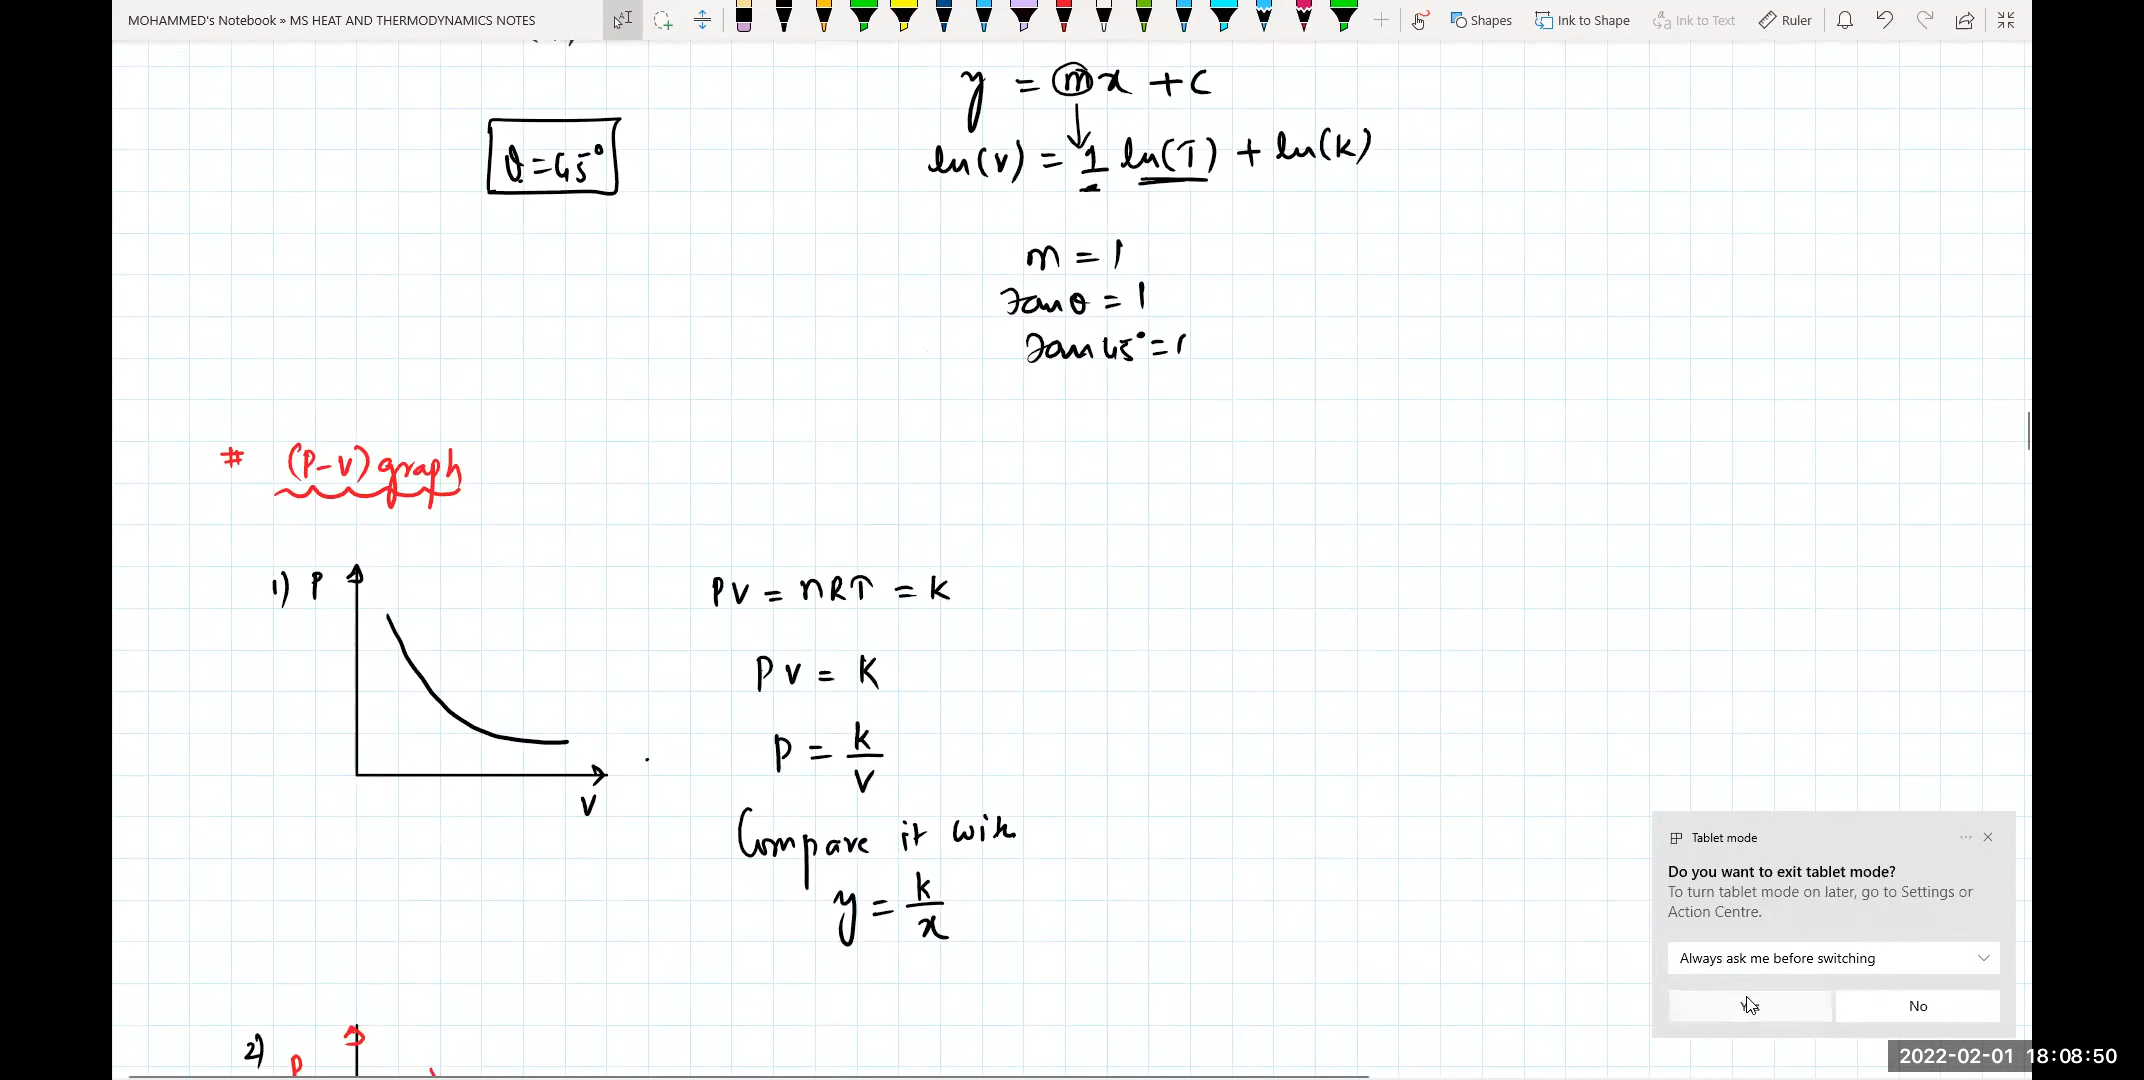 MOHAMMED's Notebook » MS HEAT AND THERMODYNAMICS NOTES
Shapes Ink to Shape Ink to Text Ruler
y = mx + c
θ = 45°
ln(v) = 1 ln(T) + ln(k)
m = 1
Tan θ = 1
Tan 45° = 1
# (P-V) graph
1) P
V
PV = nRT = K
PV = K
P = k/v
Compare it with
y = k/x
2) P
Tablet mode
Do you want to exit tablet mode?
To turn tablet mode on later, go to Settings or
Action Centre.
Always ask me before switching
No
2022-02-01 18:08:50